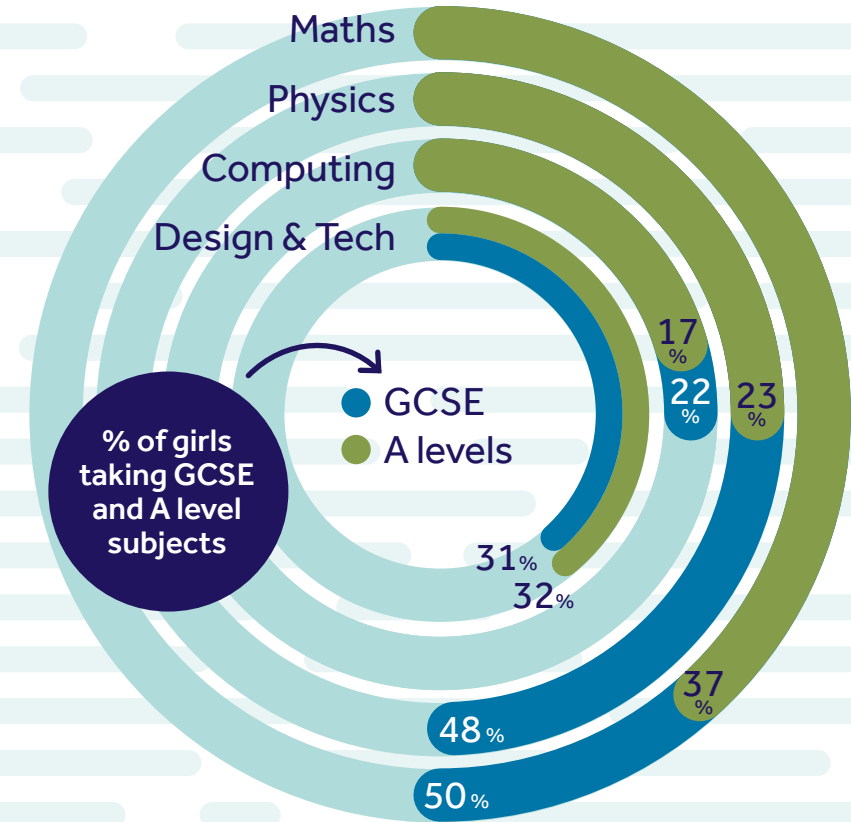 Maths
Physics
Computing
Design & Tech
17
%
22
%
23
%
GCSE
A levels
% of girls
taking GCSE
and A level
subjects
31%
32%
37
%
48%
50%